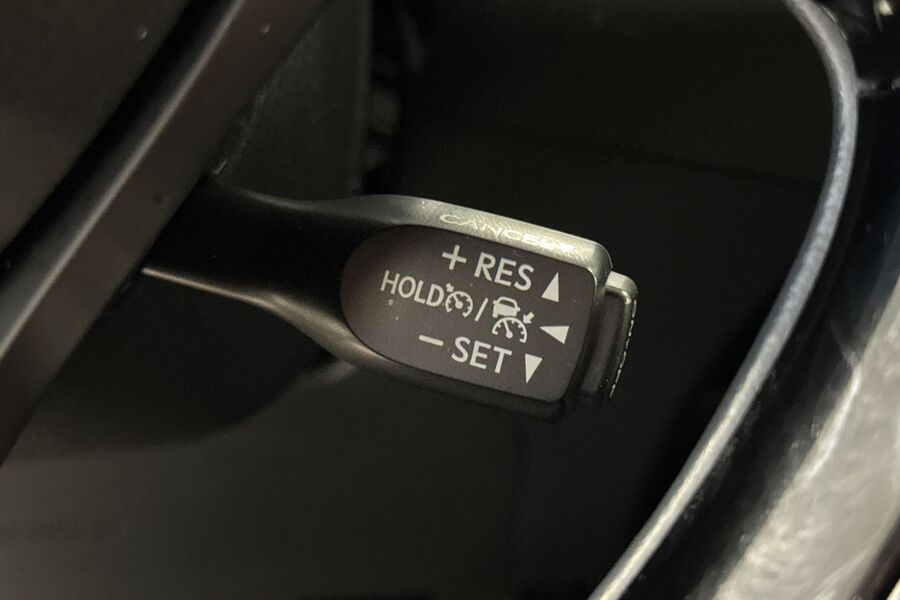 CANCEL
+ RES
HOLD /
− SET